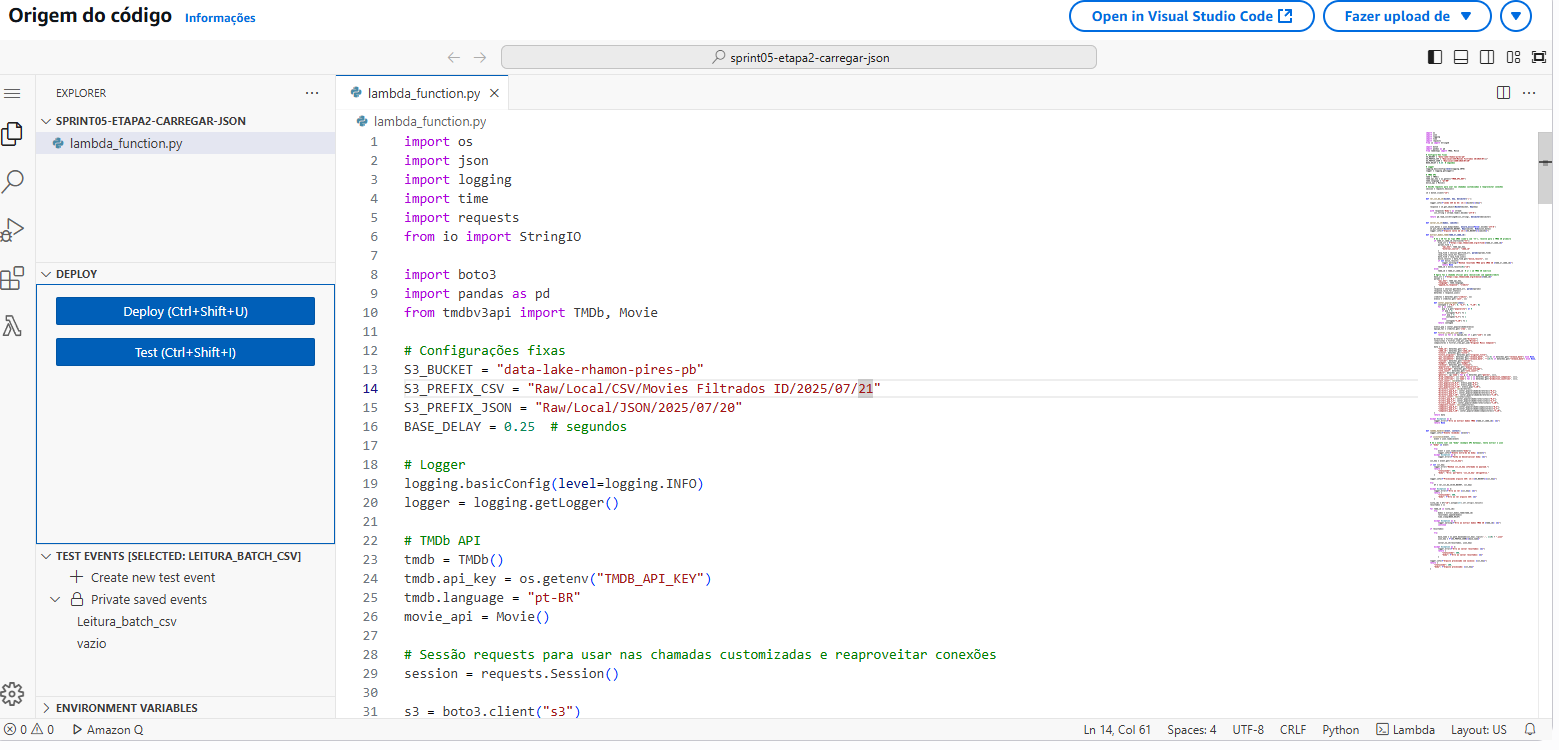 Origem do código Informações
Open in Visual Studio Code
Fazer upload de
sprint05-etapa2-carregar-json
EXPLORER
SPRINT05-ETAPA2-CARREGAR-JSON
lambda_function.py
DEPLOY
Deploy (Ctrl+Shift+U)
Test (Ctrl+Shift+I)
TEST EVENTS [SELECTED: LEITURA_BATCH_CSV]
Create new test event
Private saved events
Leitura_batch_csv
vazio
ENVIRONMENT VARIABLES
lambda_function.py
lambda_function.py
1 import os
2 import json
3 import logging
4 import time
5 import requests
6 from io import StringIO
7
8 import boto3
9 import pandas as pd
10 from tmdbv3api import TMDb, Movie
11
12 # Configurações fixas
13 S3_BUCKET = "data-lake-rhamon-pires-pb"
14 S3_PREFIX_CSV = "Raw/Local/CSV/Movies Filtrados ID/2025/07/21"
15 S3_PREFIX_JSON = "Raw/Local/JSON/2025/07/20"
16 BASE_DELAY = 0.25  # segundos
17
18 # Logger
19 logging.basicConfig(level=logging.INFO)
20 logger = logging.getLogger()
21
22 # TMDb API
23 tmdb = TMDb()
24 tmdb.api_key = os.getenv("TMDB_API_KEY")
25 tmdb.language = "pt-BR"
26 movie_api = Movie()
27
28 # Sessão requests para usar nas chamadas customizadas e reaproveitar conexões
29 session = requests.Session()
30
31 s3 = boto3.client("s3")
0 0 Amazon Q Ln 14, Col 61 Spaces: 4 UTF-8 CRLF Python Lambda Layout: US